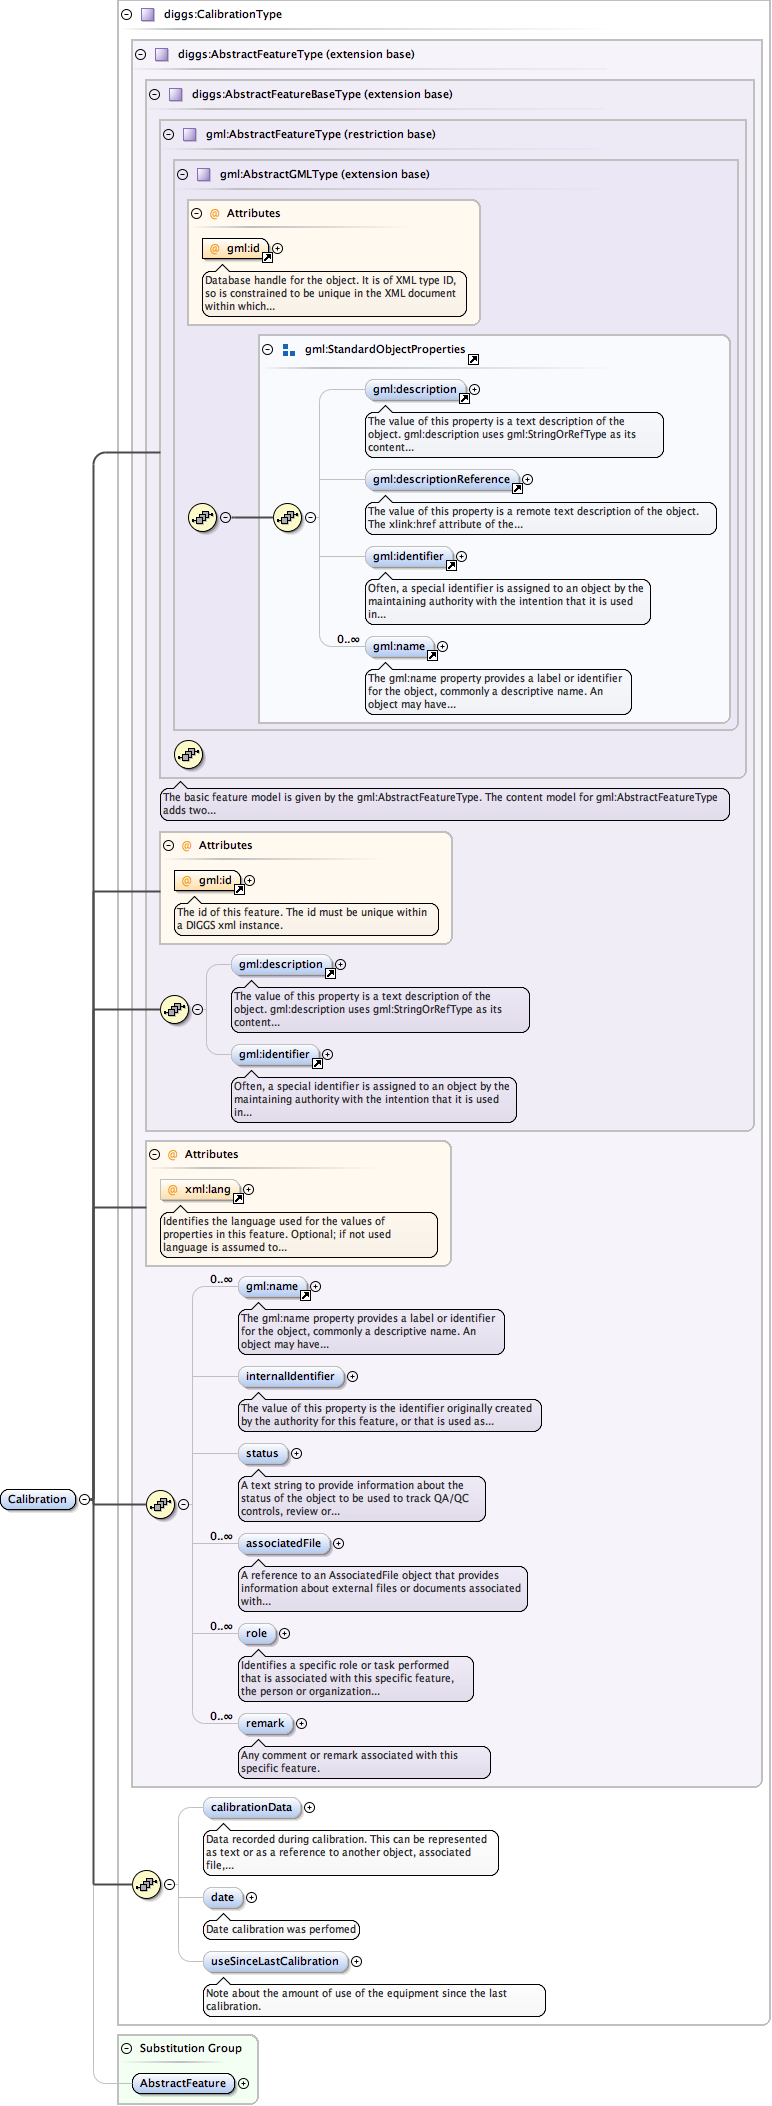 diggs:CalibrationType
diggs:AbstractFeatureType (extension base)
diggs:AbstractFeatureBaseType (extension base)
gml:AbstractFeatureType (restriction base)
gml:AbstractGMLType (extension base)
@ Attributes
@ gml:id
Database handle for the object. It is of XML type ID,
so is constrained to be unique in the XML document
within which...
gml:StandardObjectProperties
gml:description
The value of this property is a text description of the
object. gml:description uses gml:StringOrRefType as its
content...
gml:descriptionReference
The value of this property is a remote text description of the object.
The xlink:href attribute of the...
gml:identifier
Often, a special identifier is assigned to an object by the
maintaining authority with the intention that it is used
in...
0..∞ gml:name
The gml:name property provides a label or identifier
for the object, commonly a descriptive name. An
object may have...
The basic feature model is given by the gml:AbstractFeatureType. The content model for gml:AbstractFeatureType
adds two...
@ Attributes
@ gml:id
The id of this feature. The id must be unique within
a DIGGS xml instance.
gml:description
The value of this property is a text description of the
object. gml:description uses gml:StringOrRefType as its
content...
gml:identifier
Often, a special identifier is assigned to an object by the
maintaining authority with the intention that it is used
in...
@ Attributes
@ xml:lang
Identifies the language used for the values of
properties in this feature. Optional; if not used
language is assumed to...
0..∞ gml:name
The gml:name property provides a label or identifier
for the object, commonly a descriptive name. An
object may have...
internalIdentifier
The value of this property is the identifier originally created
by the authority for this feature, or that is used as...
status
A text string to provide information about the
status of the object to be used to track QA/QC
controls, review or...
Calibration
0..∞ associatedFile
A reference to an AssociatedFile object that provides
information about external files or documents associated
with...
0..∞ role
Identifies a specific role or task performed
that is associated with this specific feature,
the person or organization...
0..∞ remark
Any comment or remark associated with this
specific feature.
calibrationData
Data recorded during calibration. This can be represented
as text or as a reference to another object, associated
file,...
date
Date calibration was perfomed
useSinceLastCalibration
Note about the amount of use of the equipment since the last
calibration.
Substitution Group
AbstractFeature